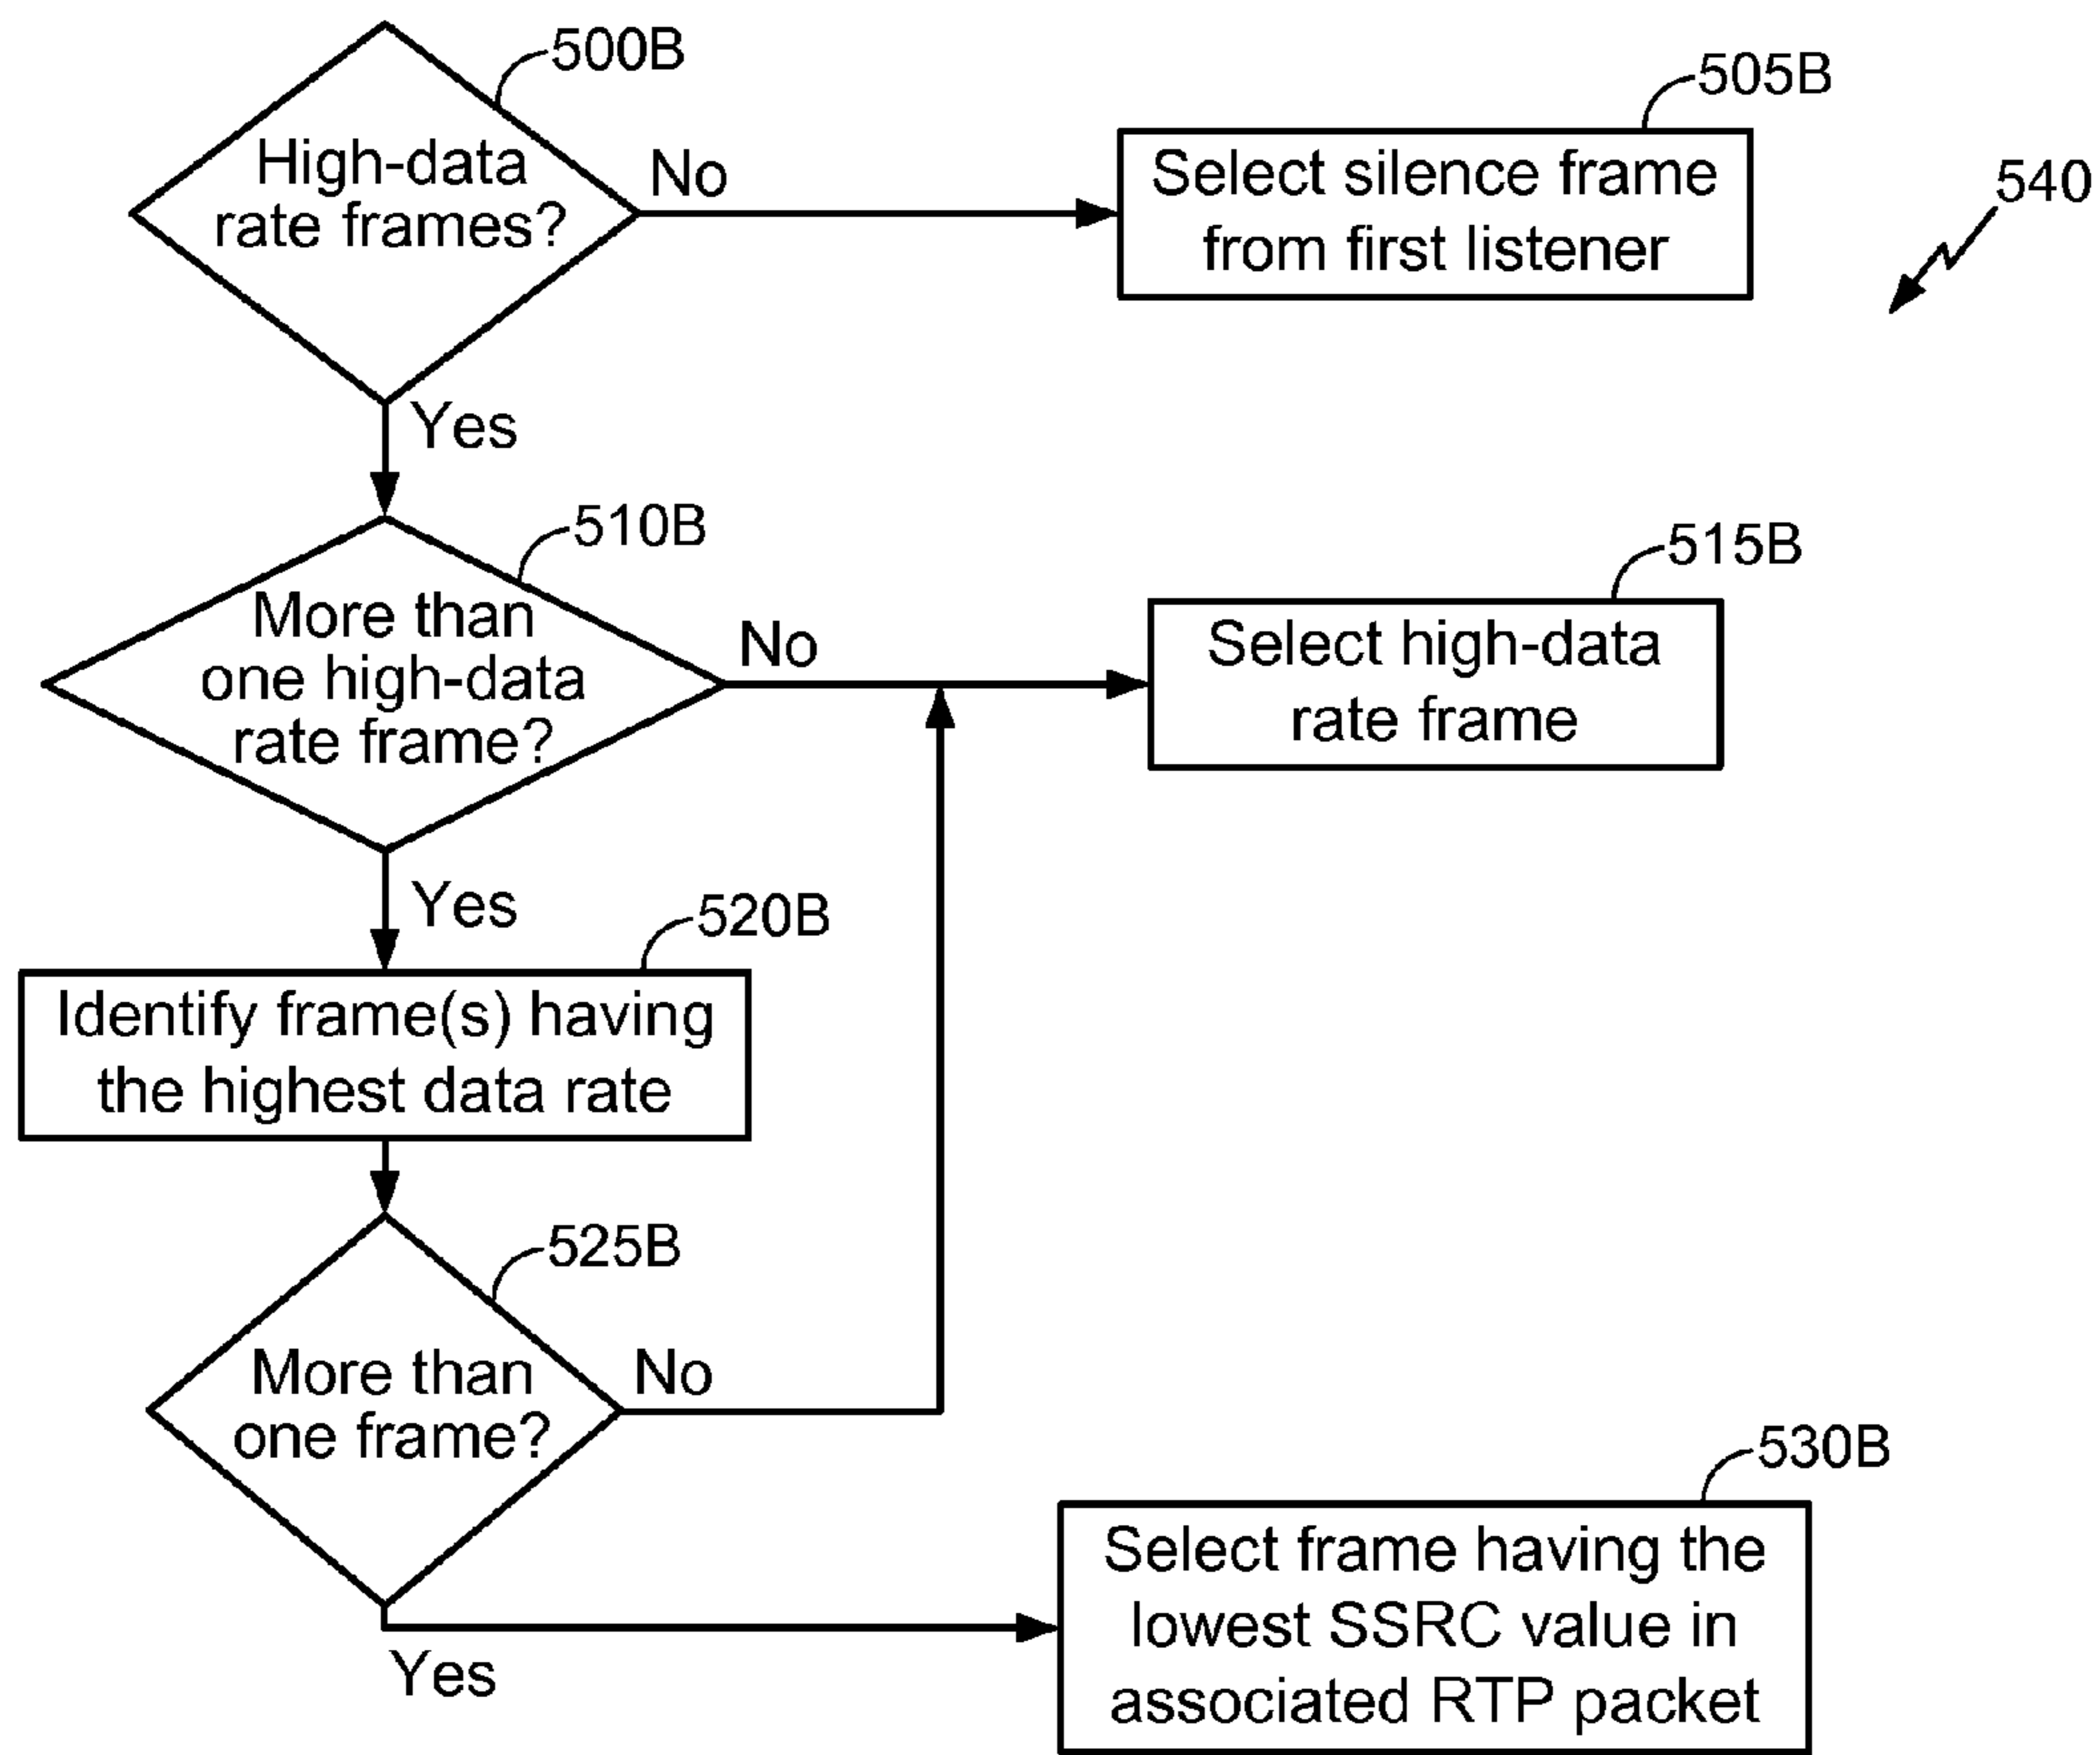 500B
High-data
rate frames?
No
505B
Select silence frame
from first listener
540
Yes
510B
More than
one high-data
rate frame?
No
515B
Select high-data
rate frame
Yes
520B
Identify frame(s) having
the highest data rate
525B
More than
one frame?
No
530B
Select frame having the
lowest SSRC value in
associated RTP packet
Yes